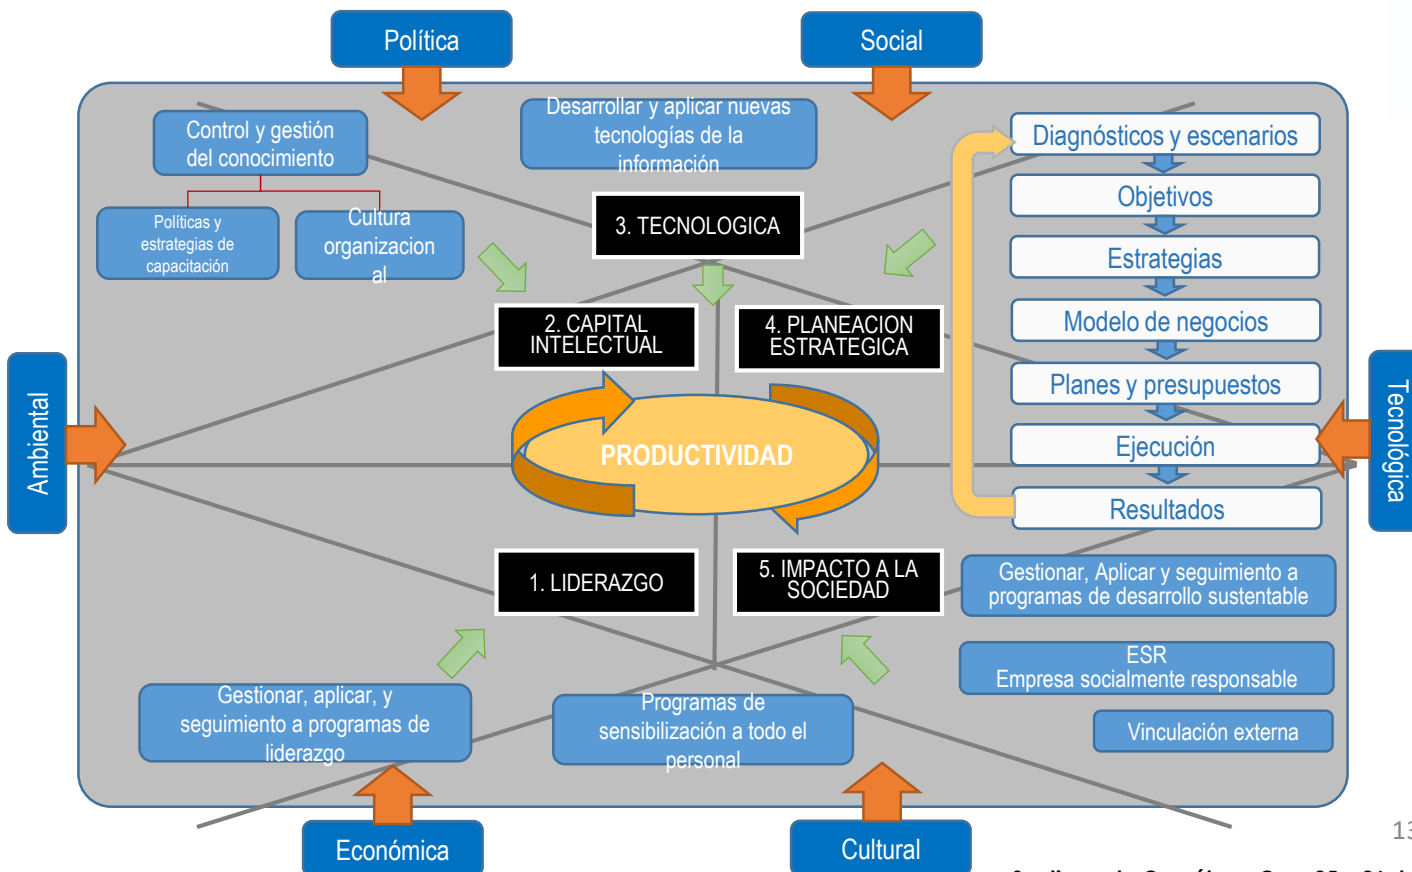 Política
Social
Control y gestión
del conocimiento
Políticas y
estrategias de
capacitación
Cultura
organizacion
al
Desarrollar y aplicar nuevas
tecnologías de la
información
3. TECNOLOGICA
2. CAPITAL
INTELECTUAL
4. PLANEACION
ESTRATEGICA
Diagnósticos y escenarios
Objetivos
Estrategias
Modelo de negocios
Planes y presupuestos
Ejecución
Resultados
Ambiental
PRODUCTIVIDAD
Tecnológica
1. LIDERAZGO
5. IMPACTO A LA
SOCIEDAD
Gestionar, Aplicar y seguimiento a
programas de desarrollo sustentable
ESR
Empresa socialmente responsable
Vinculación externa
Gestionar, aplicar, y
seguimiento a programas de
liderazgo
Programas de
sensibilización a todo el
personal
Económica
Cultural
13